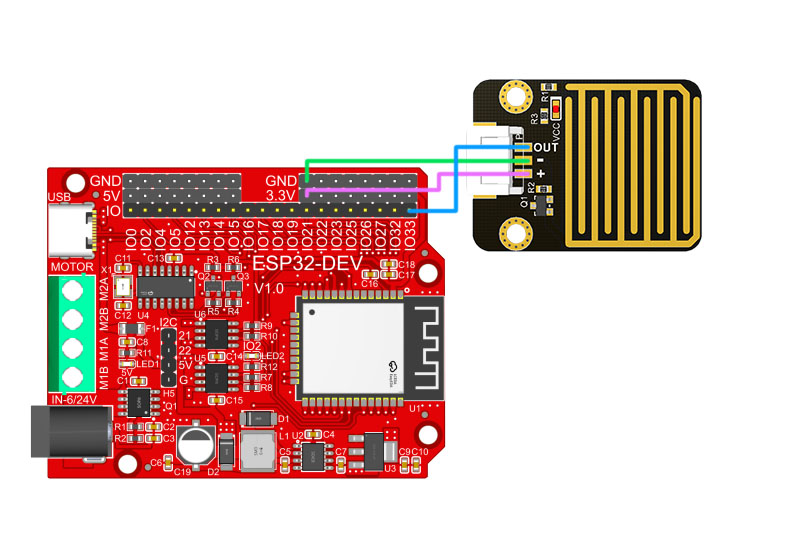 R1
R3
VCC
OUT
-
+
R2
Q1
GND
GND
USB
5V
3.3V
IO
IO0
IO2
IO4
IO5
IO12
IO13
IO14
IO15
IO16
IO17
IO18
IO19
IO21
IO22
IO23
IO25
IO26
IO27
IO32
IO33
MOTOR
C11
C13
R3
R6
ESP32-DEV
C18
C17
C16
X1
Q2
Q3
V1.0
M2A
C12
U4
R5
R4
M2B
F1
I2C
U6
R9
R10
21
C8
R11
IO2
M1A
22
U5
C14
LED2
LED1
5V
5V
R12
R7
M1B
C1
G
R8
IN-6/24V
H5
Q1
C15
U1
D1
R1
C2
R2
C3
L1
U2
C4
C6
C19
D2
C5
C7
U3
C9
C10